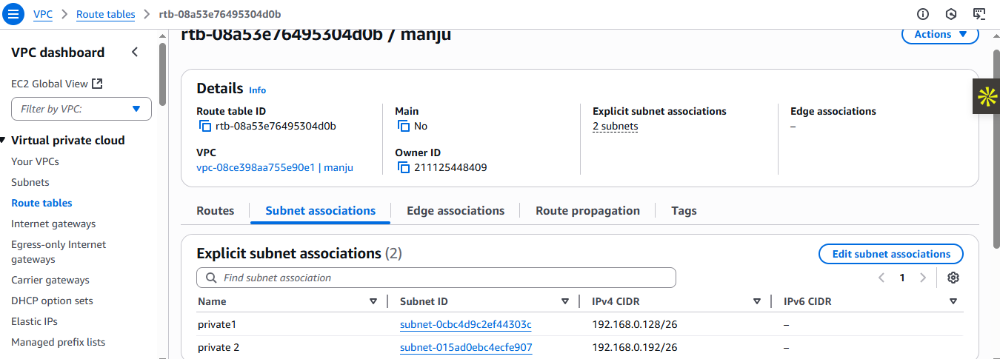 VPC > Route tables > rtb-08a53e76495304d0b
rtb-08a53e76495304d0b / manju
Actions
VPC dashboard
EC2 Global View
Filter by VPC:
Virtual private cloud
Your VPCs
Subnets
Route tables
Internet gateways
Egress-only Internet
gateways
Carrier gateways
DHCP option sets
Elastic IPs
Managed prefix lists
Details Info
Route table ID
rtb-08a53e76495304d0b
Main
No
Explicit subnet associations
2 subnets
Edge associations
–
VPC
vpc-08ce398aa755e90e1 | manju
Owner ID
211125448409
Routes Subnet associations Edge associations Route propagation Tags
Explicit subnet associations (2)
Edit subnet associations
Find subnet association
1
Name Subnet ID IPv4 CIDR IPv6 CIDR
private1 subnet-0cbc4d9c2ef44303c 192.168.0.128/26 –
private 2 subnet-015ad0ebc4ecfe907 192.168.0.192/26 –